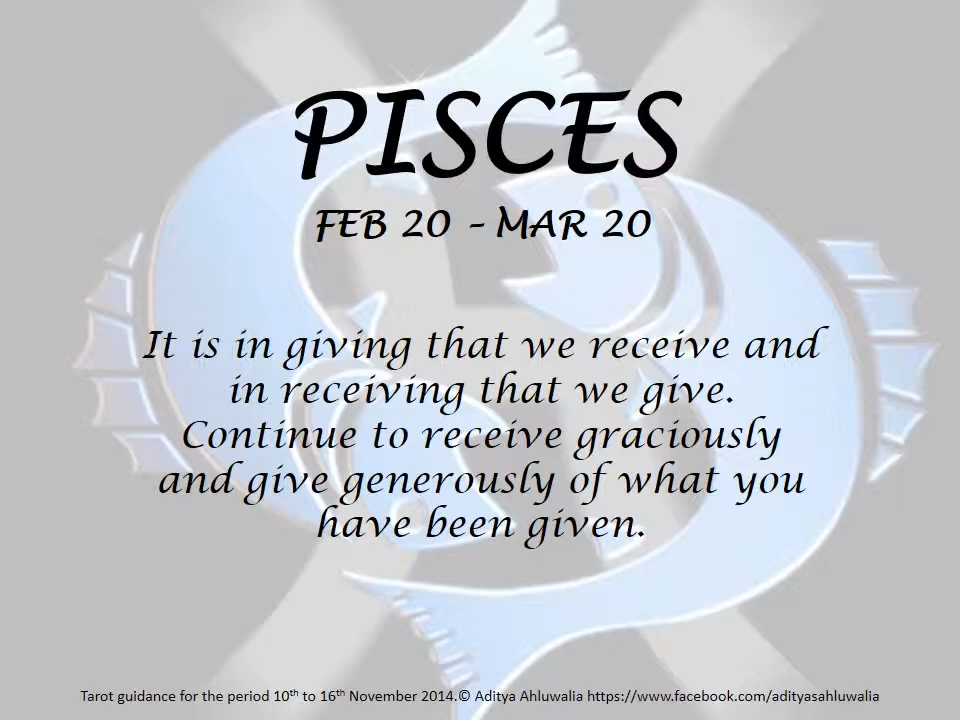 PISCES
FEB 20 – MAR 20
It is in giving that we receive and
in receiving that we give.
Continue to receive graciously
and give generously of what you
have been given.
Tarot guidance for the period 10th to 16th November 2014.© Aditya Ahluwalia https://www.facebook.com/adityasahluwalia